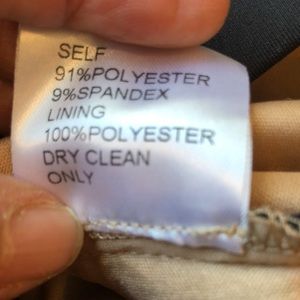 SELF
91%POLYESTER
9%SPANDEX
LINING
100%POLYESTER
DRY CLEAN
ONLY